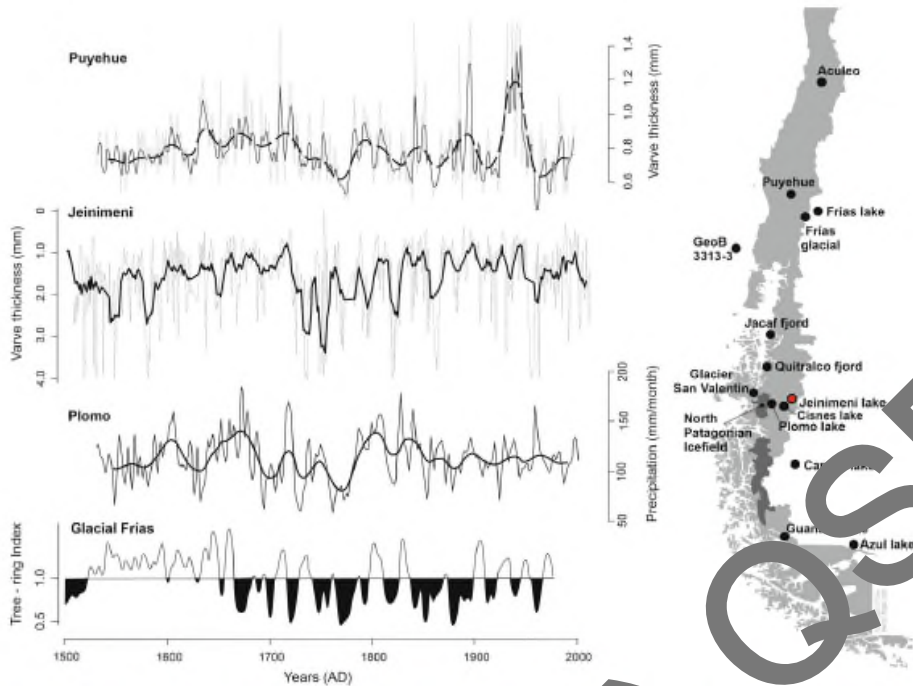 Puyehue
1.4
1.2
1.0
0.8
0.6
Varve thickness (mm)
Jeinimeni
0
1.0
2.0
3.0
4.0
Varve thickness (mm)
Plomo
200
150
100
50
Precipitation (mm/month)
Glacial Frias
1.0
0.5
Tree - ring Index
1500
1600
1700
1800
1900
2000
Years (AD)
Aculeo
Puyehue
Frias lake
Frias
glacial
GeoB
3313-3
Jacaf fjord
Quitralco fjord
Glacier
San Valentin
Jeinimeni lake
Cisnes lake
Plomo lake
North
Patagonian
Icefield
Azul lake